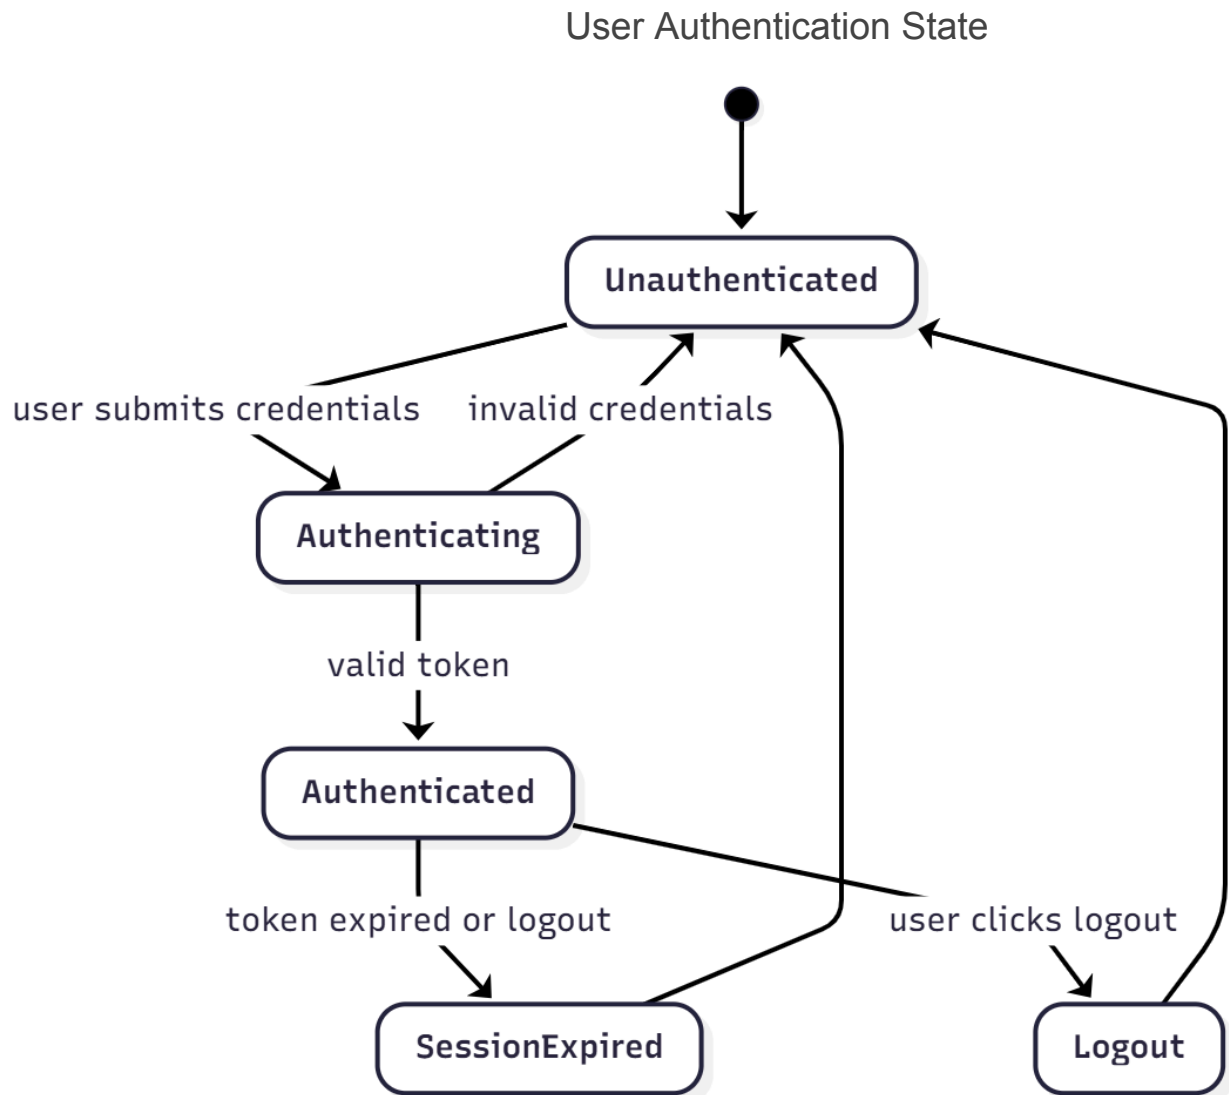 User Authentication State
Unauthenticated
user submits credentials
invalid credentials
Authenticating
valid token
Authenticated
token expired or logout
user clicks logout
SessionExpired
Logout